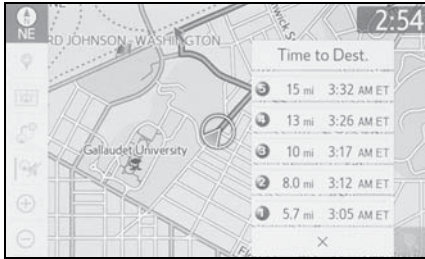 NE
2:54
RD JOHNSON - WASHINGTON
Time to Dest.
5 15 mi 3:32 AM ET
4 13 mi 3:26 AM ET
3 10 mi 3:17 AM ET
2 8.0 mi 3:12 AM ET
1 5.7 mi 3:05 AM ET
Gallaudet University